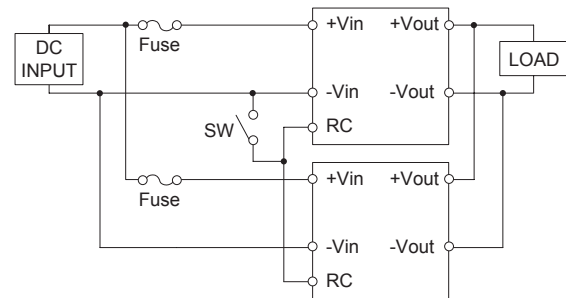 DC
INPUT
Fuse
+Vin +Vout
LOAD
-Vin -Vout
SW
RC
Fuse
+Vin +Vout
-Vin -Vout
RC